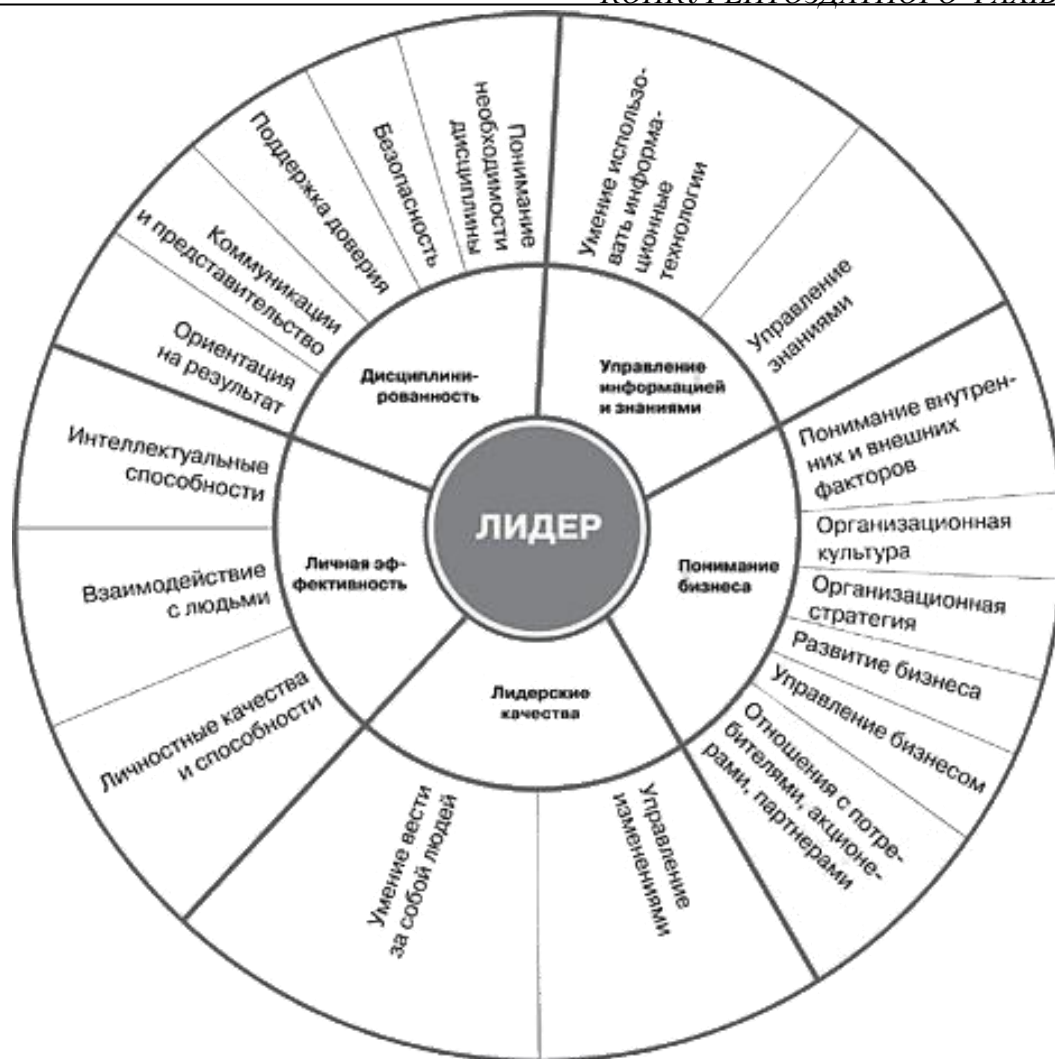 Понимание
необходимости
дисциплины
Безопасность
Поддержка доверия
Коммуникации
и представительство
Ориентация
на результат
Умение использо-
вать информа-
ционные
технологии
Управление
знаниями
Дисциплини-
рованность
Управление
информацией
и знаниями
Интеллектуальные
способности
Взаимодействие
с людьми
Личностные качества
и способности
Личная эф-
фективность
ЛИДЕР
Понимание
бизнеса
Понимание внутрен-
них и внешних
факторов
Организационная
культура
Организационная
стратегия
Развитие бизнеса
Управление бизнесом
Отношения с потре-
бителями, акционе-
рами, партнерами
Лидерские
качества
Умение вести
за собой людей
Управление
изменениями